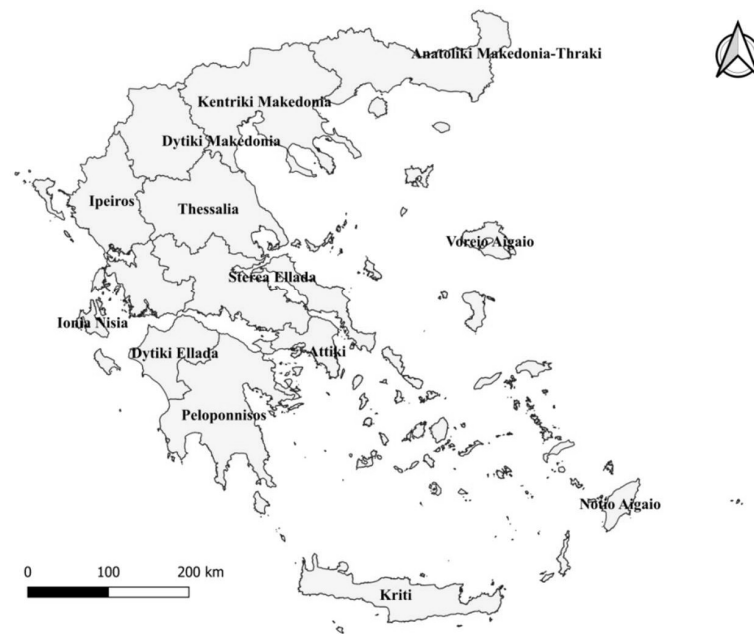 Anatoliki Makedonia-Thraki
Kentriki Makedonia
Dytiki Makedonia
Ipeiros
Thessalia
Voreio Aigaio
Sterea Ellada
Ionia Nisia
Dytiki Ellada
Attiki
Peloponnisos
Notio Aigaio
0 100 200 km
Kriti